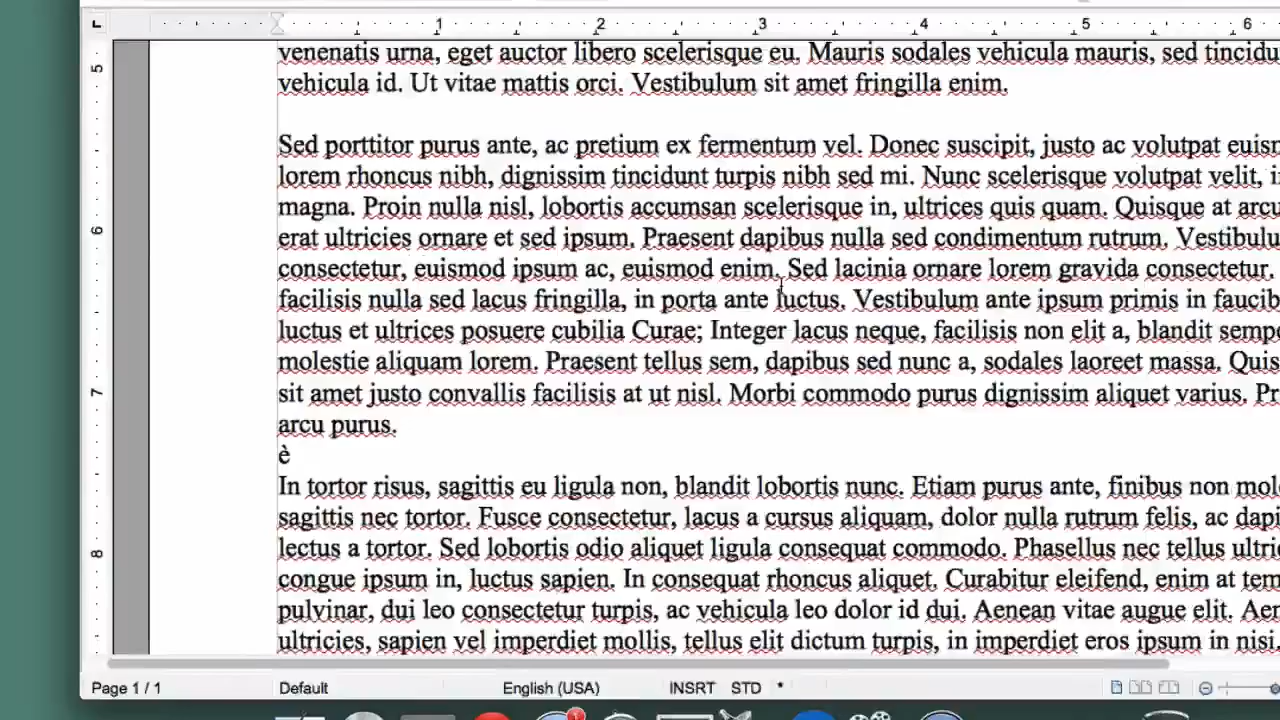 1 2 3 4 5 6
venenatis urna, eget auctor libero scelerisque eu. Mauris sodales vehicula mauris, sed
vehicula id. Ut vitae mattis orci. Vestibulum sit amet fringilla enim.
Sed porttitor purus ante, ac pretium ex fermentum vel. Donec suscipit, justo ac volutpat
lorem rhoncus nibh, dignissim tincidunt turpis nibh sed mi. Nunc scelerisque volutpat velit,
magna. Proin nulla nisl, lobortis accumsan scelerisque in, ultrices quis quam. Quisque at arcu
erat ultricies ornare et sed ipsum. Praesent dapibus nulla sed condimentum rutrum.
consectetur, euismod ipsum ac, euismod enim. Sed lacinia ornare lorem gravida consectetur.
facilisis nulla sed lacus fringilla, in porta ante luctus. Vestibulum ante ipsum primis in
luctus et ultrices posuere cubilia Curae; Integer lacus neque, facilisis non elit a, blandit
molestie aliquam lorem. Praesent tellus sem, dapibus sed nunc a, sodales laoreet massa.
sit amet justo convallis facilisis at ut nisl. Morbi commodo purus dignissim aliquet varius.
arcu purus.
è
In tortor risus, sagittis eu ligula non, blandit lobortis nunc. Etiam purus ante, finibus non
sagittis nec tortor. Fusce consectetur, lacus a cursus aliquam, dolor nulla rutrum felis, ac
lectus a tortor. Sed lobortis odio aliquet ligula consequat commodo. Phasellus nec tellus
congue ipsum in, luctus sapien. In consequat rhoncus aliquet. Curabitur eleifend, enim at
pulvinar, dui leo consectetur turpis, ac vehicula leo dolor id dui. Aenean vitae augue elit.
ultricies, sapien vel imperdiet mollis, tellus elit dictum turpis, in imperdiet eros ipsum in nisi.
5
6
7
8
Page 1 / 1 Default English (USA) INSRT STD *
1